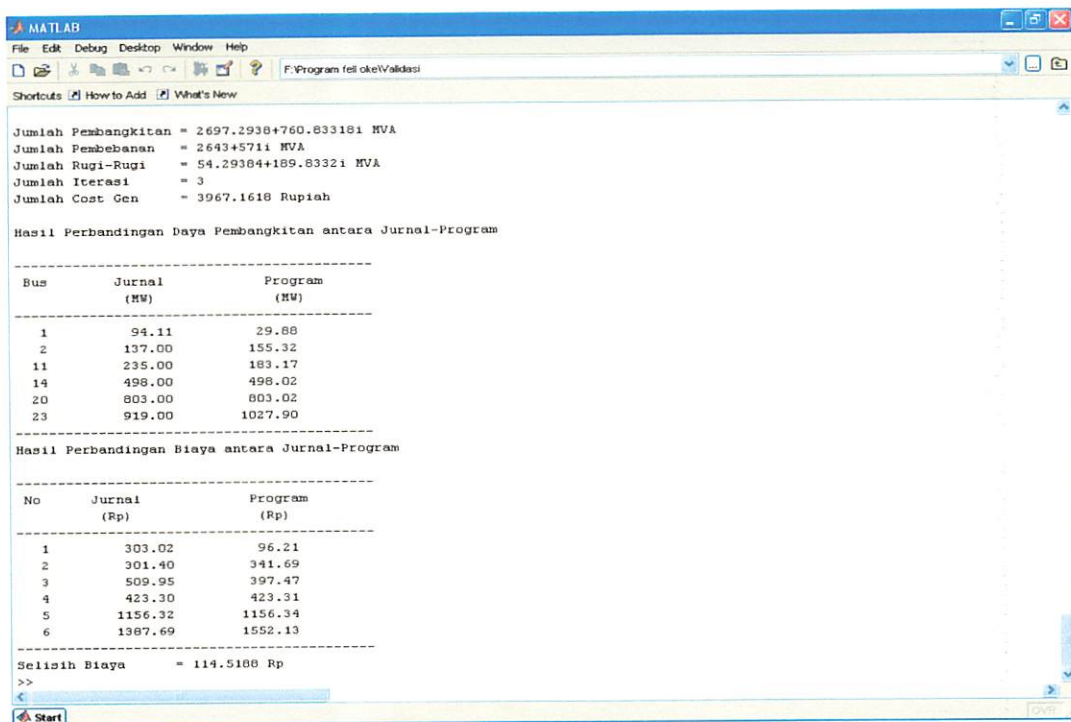 MATLAB
File Edit Debug Desktop Window Help
F:\Program feli oke\Validasi
Shortcuts How to Add What's New
Jumlah Pembangkitan = 2697.2938+760.83318i MVA
Jumlah Pembebanan = 2643+571i MVA
Jumlah Rugi-Rugi = 54.29384+189.8332i MVA
Jumlah Iterasi = 3
Jumlah Cost Gen = 3967.1618 Rupiah
Hasil Perbandingan Daya Pembangkitan antara Jurnal-Program
--------------------------------------------
Bus Jurnal Program
(MW) (MW)
--------------------------------------------
1 94.11 29.88
2 137.00 155.32
11 235.00 183.17
14 498.00 498.02
20 803.00 803.02
23 919.00 1027.90
--------------------------------------------
Hasil Perbandingan Biaya antara Jurnal-Program
--------------------------------------------
No Jurnal Program
(Rp) (Rp)
--------------------------------------------
1 303.02 96.21
2 301.40 341.69
3 509.95 397.47
4 423.30 423.31
5 1156.32 1156.34
6 1387.69 1552.13
--------------------------------------------
Selisih Biaya = 114.5188 Rp
>>
Start
OVR